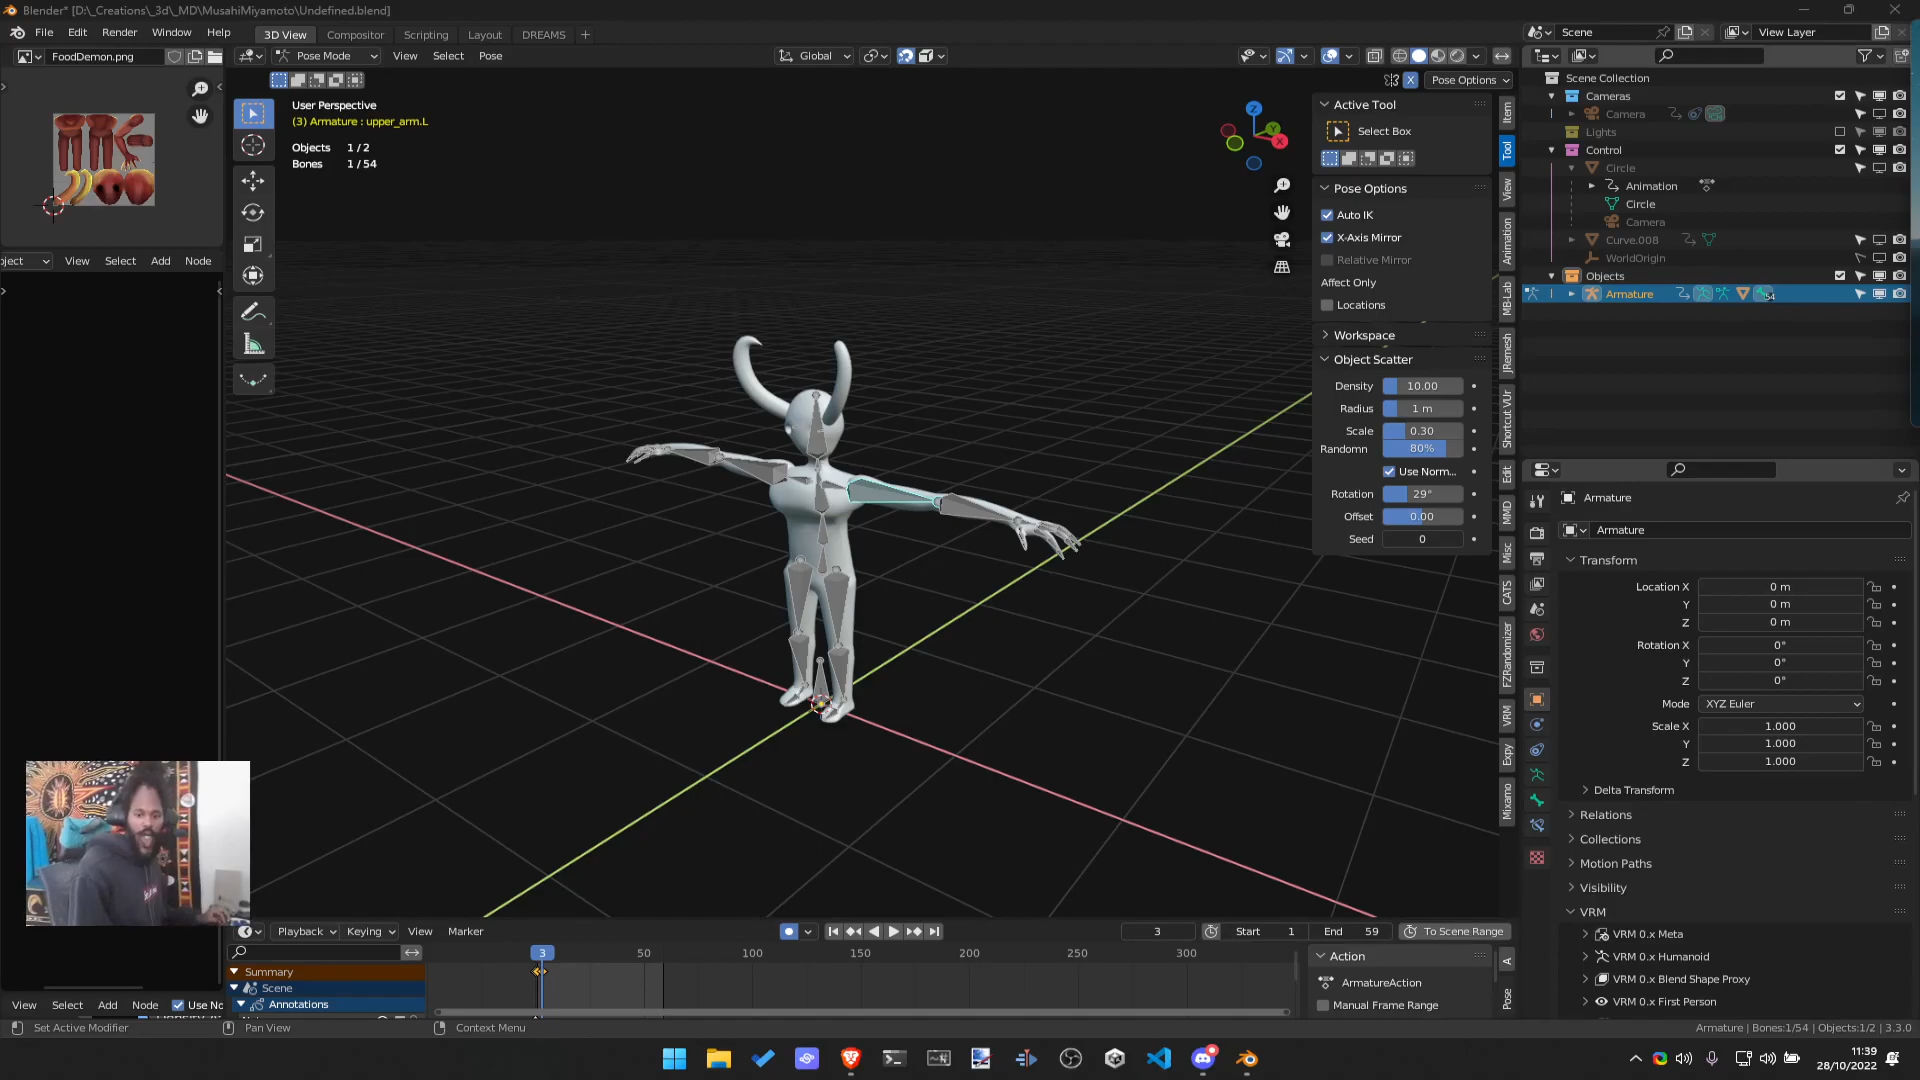 Blender* [D:\_Creations\_3d\_MD\MusahiMiyamoto\Undefined.blend]
File Edit Render Window Help
3D View Compositor Scripting Layout DREAMS +
Scene View Layer
FoodDemon.png
Pose Mode View Select Pose
Global
X Pose Options
User Perspective
(3) Armature : upper_arm.L
Objects 1 / 2
Bones 1 / 54
Z Y X
Active Tool
Select Box
Pose Options
Auto IK
X-Axis Mirror
Relative Mirror
Affect Only
Locations
Workspace
Object Scatter
Density 10.00
Radius 1 m
Scale 0.30
Randomn 80%
Use Norm...
Rotation 29°
Offset 0.00
Seed 0
Item
Tool
View
Animation
MB-Lab
JRemesh
Shortcut VUr
Edit
MMD
Misc
CATS
FZRandomizer
VRM
Expy
Mixamo
Scene Collection
Cameras
Camera
Lights
Control
Circle
Animation
Circle
Camera
Curve.008
WorldOrigin
Objects
Armature 54
Armature
Armature
Transform
Location X 0 m
Y 0 m
Z 0 m
Rotation X 0°
Y 0°
Z 0°
Mode XYZ Euler
Scale X 1.000
Y 1.000
Z 1.000
Delta Transform
Relations
Collections
Motion Paths
Visibility
VRM
VRM 0.x Meta
VRM 0.x Humanoid
VRM 0.x Blend Shape Proxy
VRM 0.x First Person
ject View Select Add Node
View Select Add Node Use No
Playback Keying View Marker
3 Start 1 End 59 To Scene Range
3 50 100 150 200 250 300
Summary
Scene
Annotations
Action
ArmatureAction
Manual Frame Range
A
Pose
Set Active Modifier Pan View Context Menu
Armature | Bones:1/54 | Objects:1/2 | 3.3.0
11:39
28/10/2022